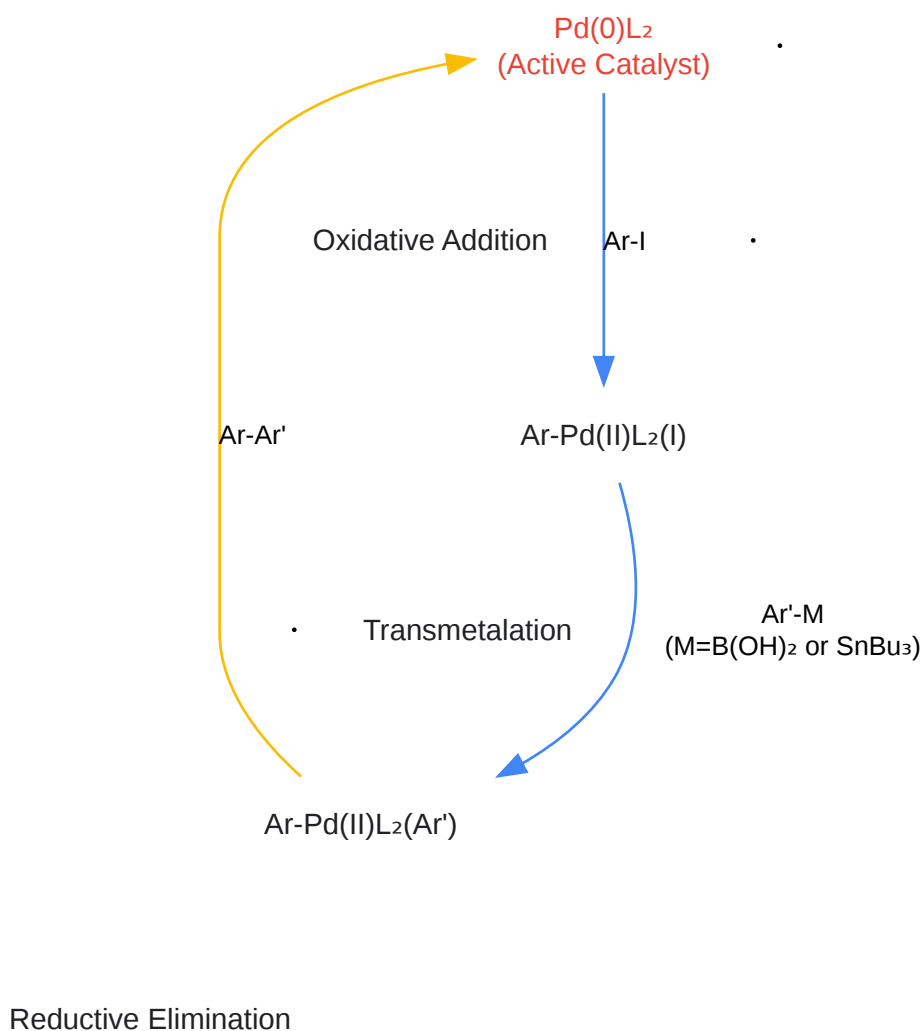 Pd(0)L₂
(Active Catalyst)
Oxidative Addition
Ar-I
Ar-Ar'
Ar-Pd(II)L₂(I)
Transmetalation
Ar'-M
(M=B(OH)₂ or SnBu₃)
Ar-Pd(II)L₂(Ar')
Reductive Elimination